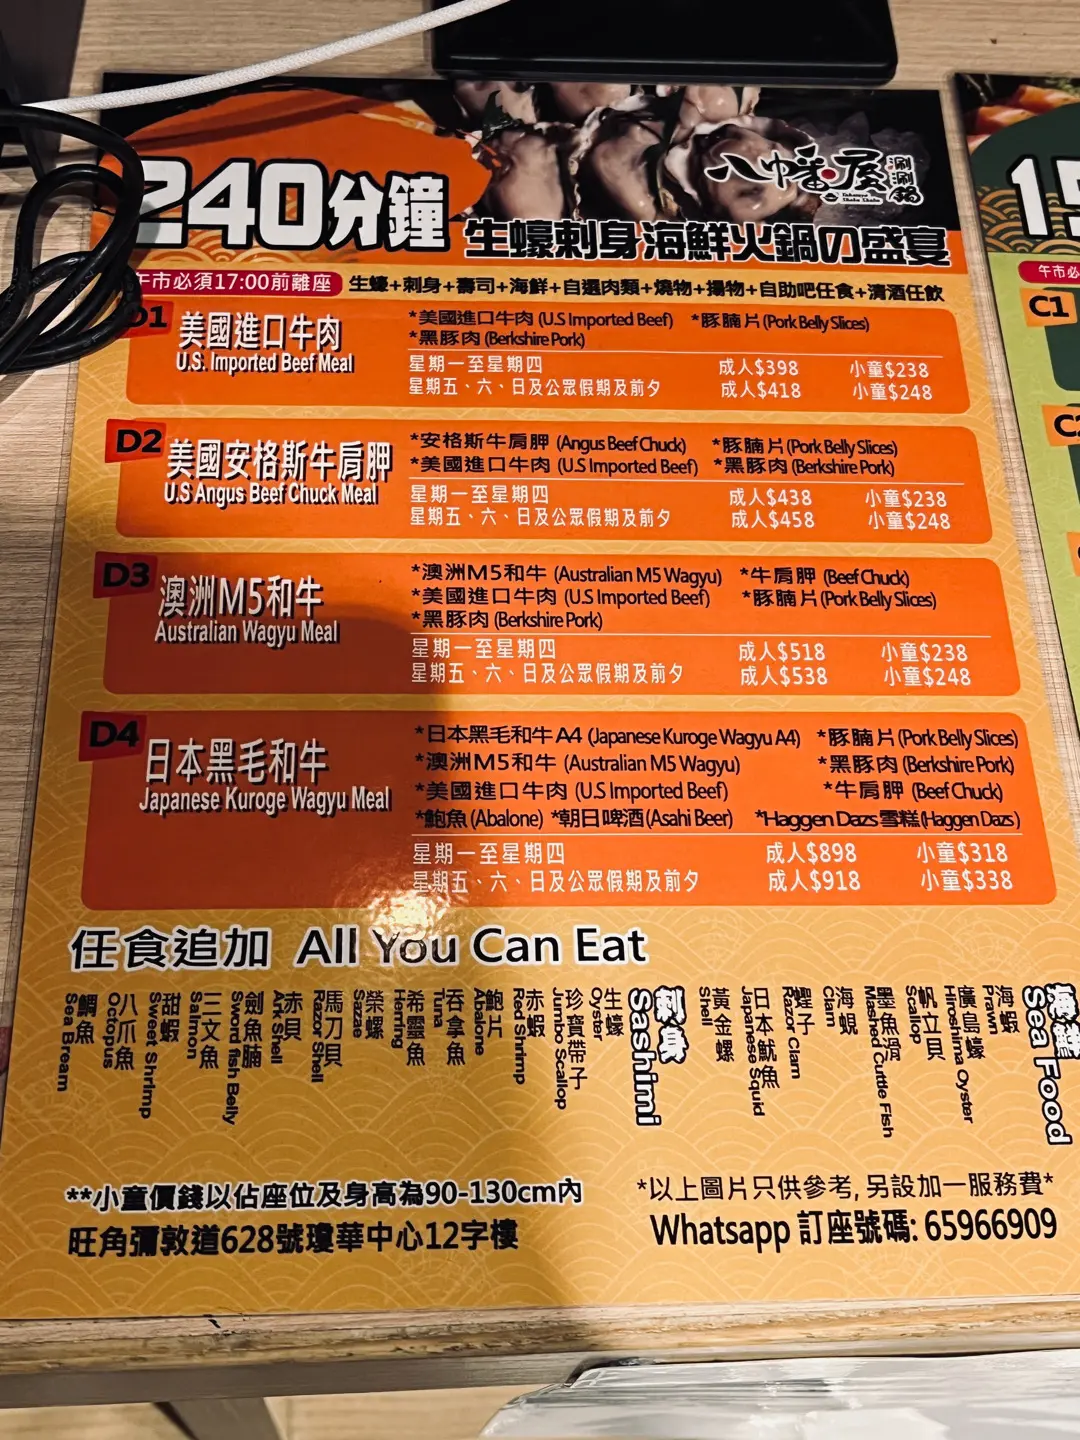 240分鐘
八幡屋
涮涮鍋
生蠔刺身海鮮火鍋の盛宴
午市必須17:00前離座
生蠔+刺身+壽司+海鮮+自選肉類+燒物+揚物+自助吧任食+清酒任飲
D1
美國進口牛肉
U.S. Imported Beef Meal
*美國進口牛肉 (U.S Imported Beef) *豚腩片(Pork Belly Slices)
*黑豚肉 (Berkshire Pork)
星期一至星期四 成人$398 小童$238
星期五、六、日及公眾假期及前夕 成人$418 小童$248
D2
美國安格斯牛肩胛
U.S Angus Beef Chuck Meal
*安格斯牛肩胛 (Angus Beef Chuck) *豚腩片(Pork Belly Slices)
*美國進口牛肉 (U.S Imported Beef) *黑豚肉 (Berkshire Pork)
星期一至星期四 成人$438 小童$238
星期五、六、日及公眾假期及前夕 成人$458 小童$248
D3
澳洲M5和牛
Australian Wagyu Meal
*澳洲M5和牛 (Australian M5 Wagyu) *牛肩胛 (Beef Chuck)
*美國進口牛肉 (U.S Imported Beef) *豚腩片(Pork Belly Slices)
*黑豚肉 (Berkshire Pork)
星期一至星期四 成人$518 小童$238
星期五、六、日及公眾假期及前夕 成人$538 小童$248
D4
日本黑毛和牛
Japanese Kuroge Wagyu Meal
*日本黑毛和牛 A4 (Japanese Kuroge Wagyu A4) *豚腩片(Pork Belly Slices)
*澳洲M5和牛 (Australian M5 Wagyu) *黑豚肉 (Berkshire Pork)
*美國進口牛肉 (U.S Imported Beef) *牛肩胛 (Beef Chuck)
*鮑魚(Abalone) *朝日啤酒(Asahi Beer) *Haggen Dazs雪糕(Haggen Dazs)
星期一至星期四 成人$898 小童$318
星期五、六、日及公眾假期及前夕 成人$918 小童$338
任食追加 All You Can Eat
海鮮
Sea Food
海蝦
Prawn
廣島蠔
Hiroshima Oyster
帆立貝
Scallop
墨魚滑
Mashed Cuttle Fish
海蜆
Clam
蟶子
Razor Clam
日本魷魚
Japanese Squid
黃金螺
Shell
刺身
Sashimi
生蠔
Oyster
珍寶帶子
Jumbo Scallop
赤蝦
Red Shrimp
鮑片
Abalone
吞拿魚
Tuna
希靈魚
Herring
榮螺
Sazae
馬刀貝
Razor Shell
赤貝
Ark Shell
劍魚腩
Sword fish Belly
三文魚
Salmon
甜蝦
Sweet Shrimp
八爪魚
Octopus
鯛魚
Sea Bream
**小童價錢以佔座位及身高為90-130cm內
旺角彌敦道628號瓊華中心12字樓
*以上圖片只供參考,另設加一服務費*
Whatsapp 訂座號碼: 65966909
午市必
C1